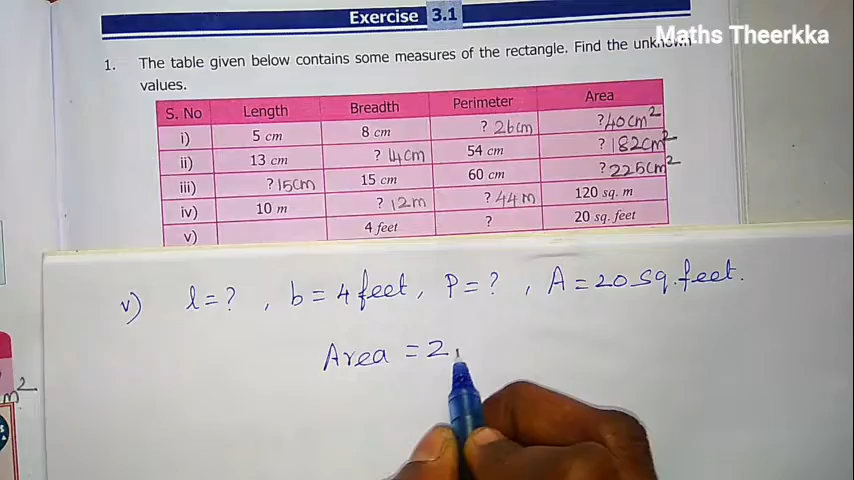 Exercise 3.1
Maths Theerkka
1. The table given below contains some measures of the rectangle. Find the unknown
values.
S. No Length Breadth Perimeter Area
i) 5 cm 8 cm ? 26cm ? 40cm²
ii) 13 cm ? 14cm 54 cm ? 182cm²
iii) ? 15cm 15 cm 60 cm ? 225cm²
iv) 10 m ? 12m ? 44m 120 sq. m
v) 4 feet ? 20 sq. feet
v) l = ? , b = 4 feet, P = ? , A = 20 Sq. feet.
Area = 2
m²